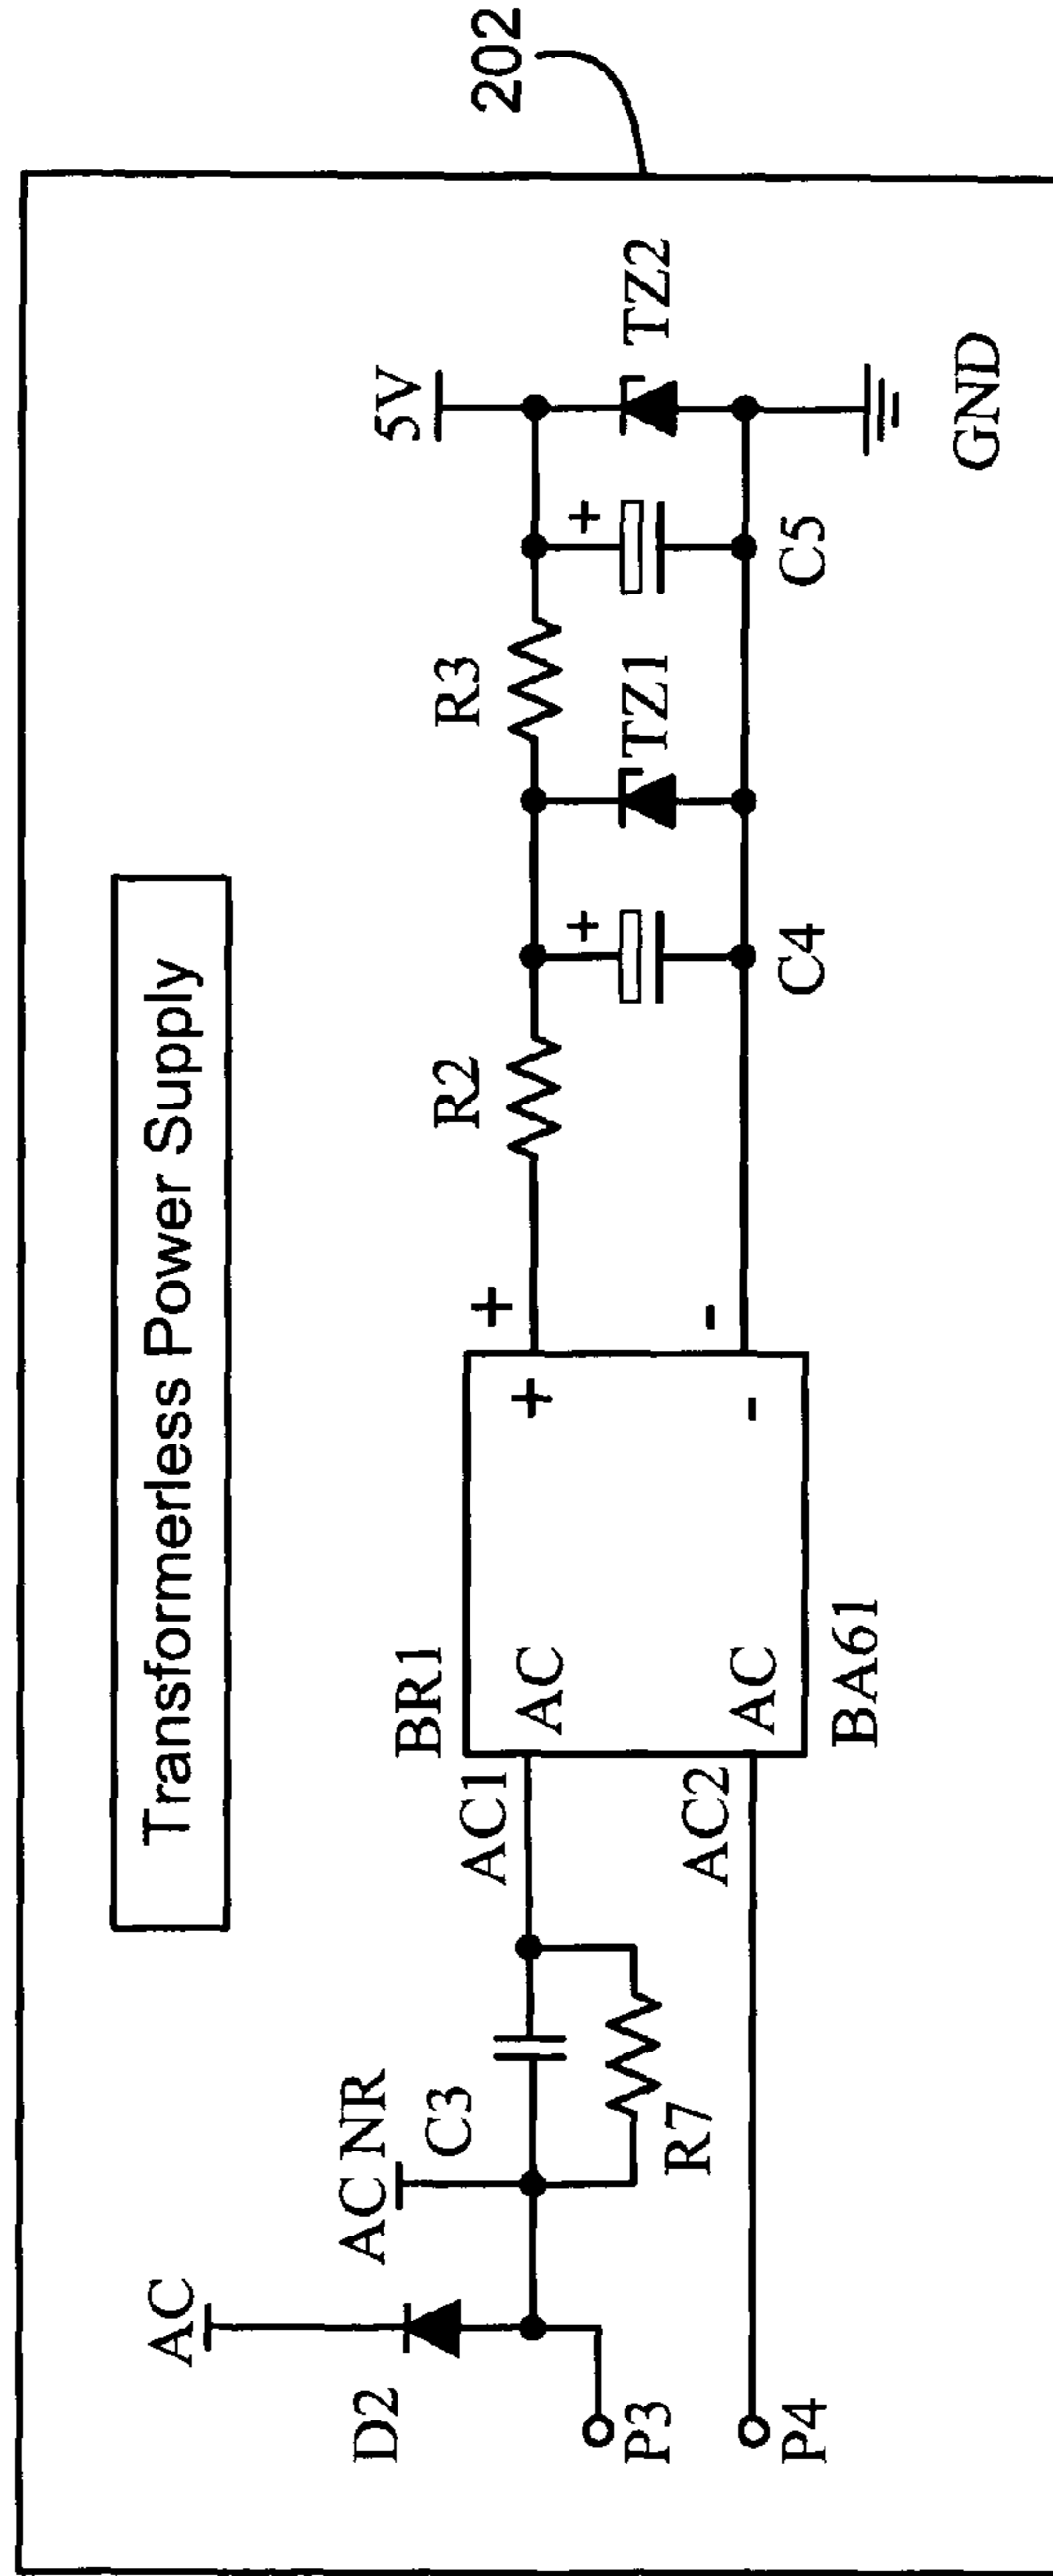 202
Transformerless Power Supply
AC
D2
AC NR
C3
R7
P3
P4
AC1
AC2
BR1
AC
AC
+
-
BA61
+
-
R2
+
C4
TZ1
R3
+
C5
5V
TZ2
GND